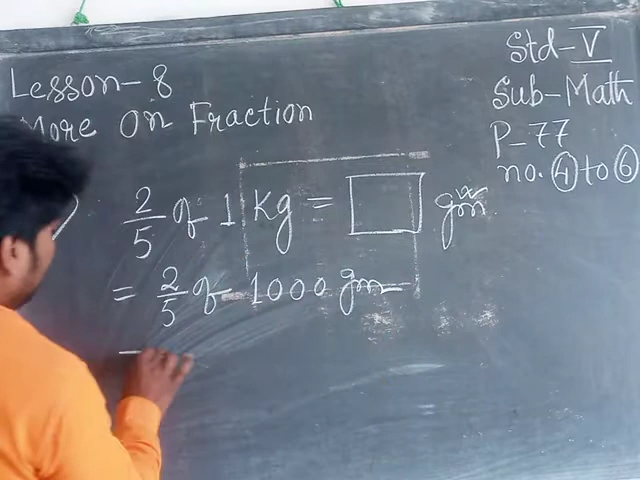 Lesson-8
More On Fraction
Std-V
Sub-Math
P-77
no. 4 to 6
) 2/5 of 1 Kg = □ gm
= 2/5 of 1000 gm